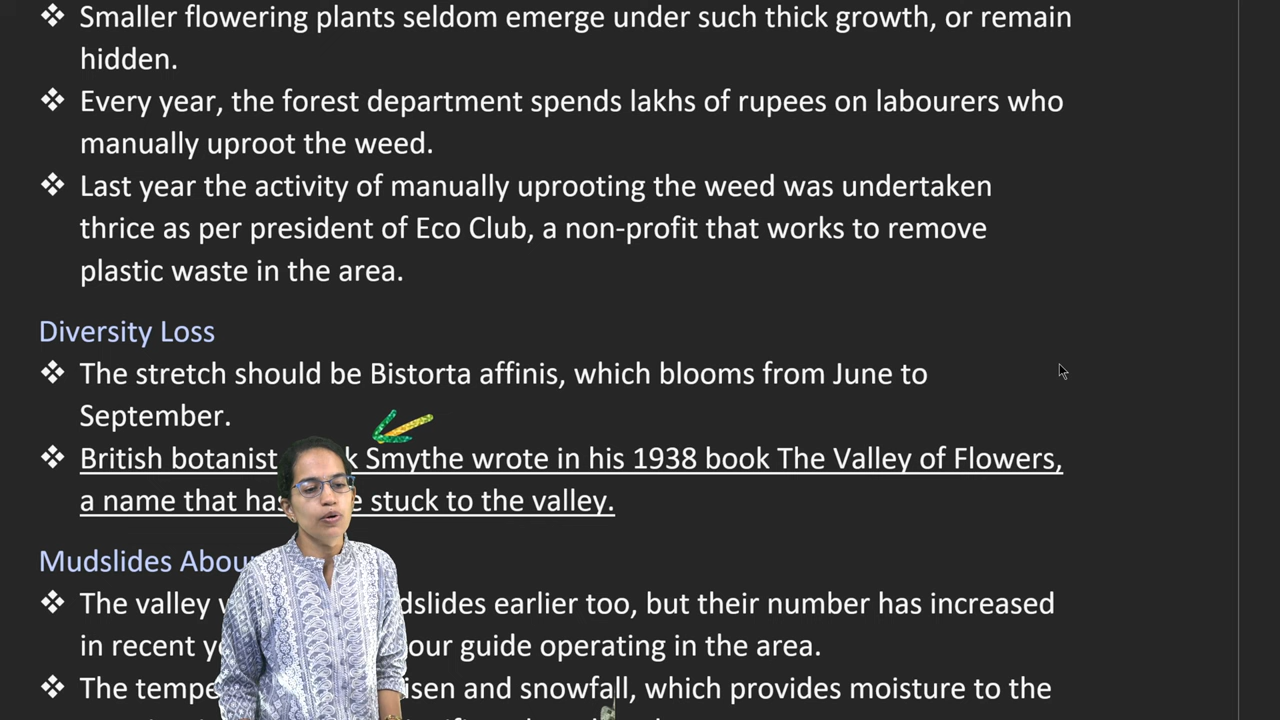 ❖ Smaller flowering plants seldom emerge under such thick growth, or remain
hidden.
❖ Every year, the forest department spends lakhs of rupees on labourers who
manually uproot the weed.
❖ Last year the activity of manually uprooting the weed was undertaken
thrice as per president of Eco Club, a non-profit that works to remove
plastic waste in the area.
Diversity Loss
❖ The stretch should be Bistorta affinis, which blooms from June to
September.
❖ British botanist Smythe wrote in his 1938 book The Valley of Flowers,
a name that has stuck to the valley.
Mudslides
❖ The valley earlier too, but their number has increased
in recent our guide operating in the area.
❖ The and snowfall, which provides moisture to the